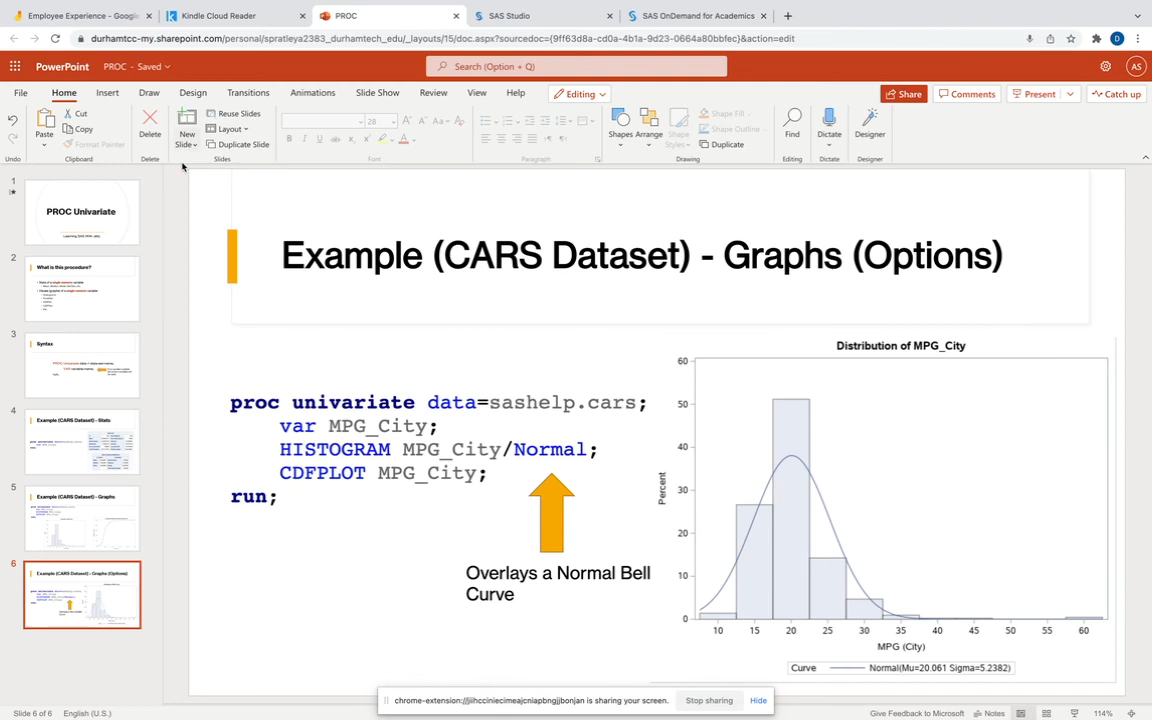 Employee Experience - Google
Kindle Cloud Reader
PROC
SAS Studio
SAS OnDemand for Academics
durhamtcc-my.sharepoint.com/personal/spratleya2383_durhamtech_edu/_layouts/15/doc.aspx?sourcedoc={9ff63d8a-cd0a-4b1a-9d23-0664a80bbfec}&action=edit
D
PowerPoint
PROC - Saved
Search (Option + Q)
AS
File
Home
Insert
Draw
Design
Transitions
Animations
Slide Show
Review
View
Help
Editing
Share
Comments
Present
Catch up
Undo
Paste
Cut
Copy
Format Painter
Clipboard
Delete
Delete
New
Slide
Reuse Slides
Layout
Duplicate Slide
Slides
28
Font
Paragraph
Shapes
Arrange
Shape
Styles
Shape Fill
Shape Outline
Duplicate
Drawing
Find
Editing
Dictate
Dictate
Designer
Designer
1
PROC Univariate
2
What is this procedure?
3
Syntax
4
Example (CARS Dataset) - Stats
5
Example (CARS Dataset) - Graphs
6
Example (CARS Dataset) - Graphs (Options)
Example (CARS Dataset) - Graphs (Options)
proc univariate data=sashelp.cars;
var MPG_City;
HISTOGRAM MPG_City/Normal;
CDFPLOT MPG_City;
run;
Overlays a Normal Bell
Curve
Distribution of MPG_City
60
50
40
30
20
10
0
Percent
10 15 20 25 30 35 40 45 50 55 60
MPG (City)
Curve Normal(Mu=20.061 Sigma=5.2382)
chrome-extension://jiihcciniecimeajcniapbngjjbonjan is sharing your screen.
Stop sharing
Hide
Slide 6 of 6
English (U.S.)
Give Feedback to Microsoft
Notes
114%